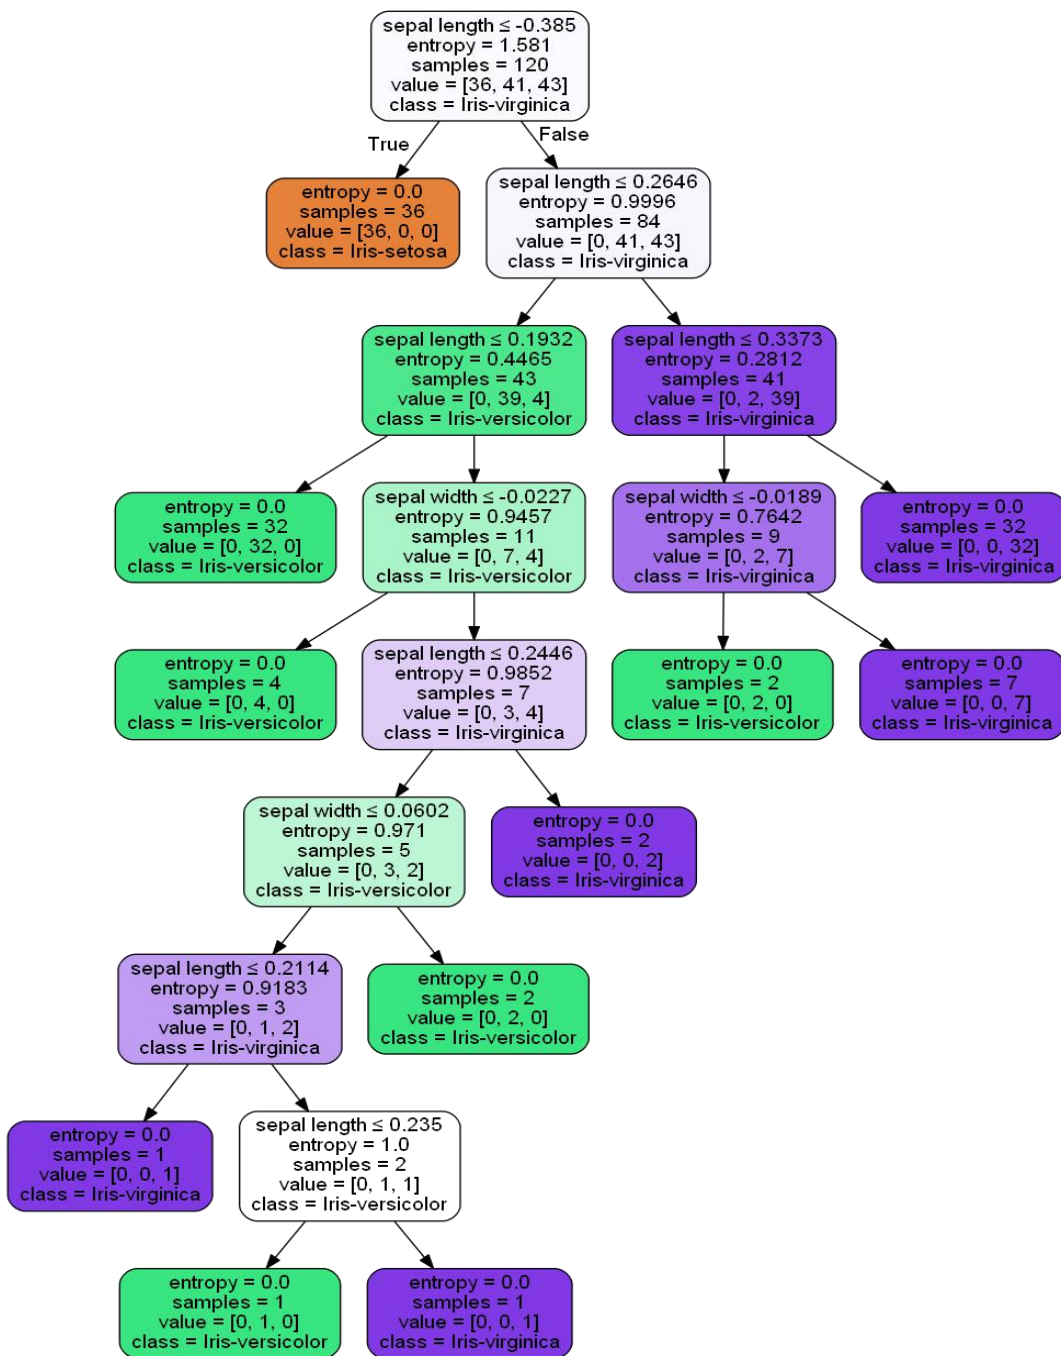 sepal length ≤ -0.385
entropy = 1.581
samples = 120
value = [36, 41, 43]
class = Iris-virginica
True
False
entropy = 0.0
samples = 36
value = [36, 0, 0]
class = Iris-setosa
sepal length ≤ 0.2646
entropy = 0.9996
samples = 84
value = [0, 41, 43]
class = Iris-virginica
sepal length ≤ 0.1932
entropy = 0.4465
samples = 43
value = [0, 39, 4]
class = Iris-versicolor
sepal length ≤ 0.3373
entropy = 0.2812
samples = 41
value = [0, 2, 39]
class = Iris-virginica
entropy = 0.0
samples = 32
value = [0, 32, 0]
class = Iris-versicolor
sepal width ≤ -0.0227
entropy = 0.9457
samples = 11
value = [0, 7, 4]
class = Iris-versicolor
sepal width ≤ -0.0189
entropy = 0.7642
samples = 9
value = [0, 2, 7]
class = Iris-virginica
entropy = 0.0
samples = 32
value = [0, 0, 32]
class = Iris-virginica
entropy = 0.0
samples = 4
value = [0, 4, 0]
class = Iris-versicolor
sepal length ≤ 0.2446
entropy = 0.9852
samples = 7
value = [0, 3, 4]
class = Iris-virginica
entropy = 0.0
samples = 2
value = [0, 2, 0]
class = Iris-versicolor
entropy = 0.0
samples = 7
value = [0, 0, 7]
class = Iris-virginica
sepal width ≤ 0.0602
entropy = 0.971
samples = 5
value = [0, 3, 2]
class = Iris-versicolor
entropy = 0.0
samples = 2
value = [0, 0, 2]
class = Iris-virginica
sepal length ≤ 0.2114
entropy = 0.9183
samples = 3
value = [0, 1, 2]
class = Iris-virginica
entropy = 0.0
samples = 2
value = [0, 2, 0]
class = Iris-versicolor
entropy = 0.0
samples = 1
value = [0, 0, 1]
class = Iris-virginica
sepal length ≤ 0.235
entropy = 1.0
samples = 2
value = [0, 1, 1]
class = Iris-versicolor
entropy = 0.0
samples = 1
value = [0, 1, 0]
class = Iris-versicolor
entropy = 0.0
samples = 1
value = [0, 0, 1]
class = Iris-virginica